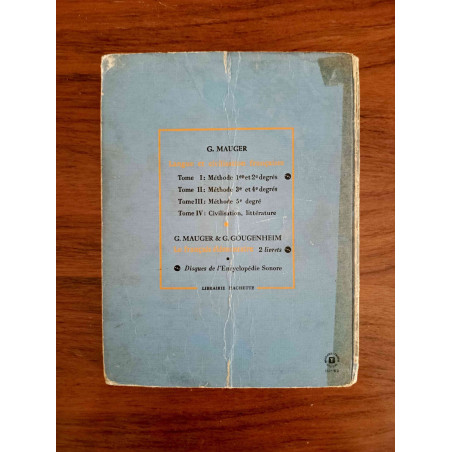 G. MAUGER
Tome I : Méthode 1er et 2e degrés
Tome II : Méthode 3e et 4e degrés
Tome III : Méthode 5e degré
Tome IV : Civilisation, littérature
G. MAUGER & G. GOUGENHEIM
2 livrets
Disques de l'Encyclopédie Sonore
LIBRAIRIE HACHETTE